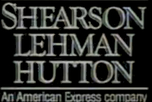 SHEARSON
LEHMAN
HUTTON
An American Express company